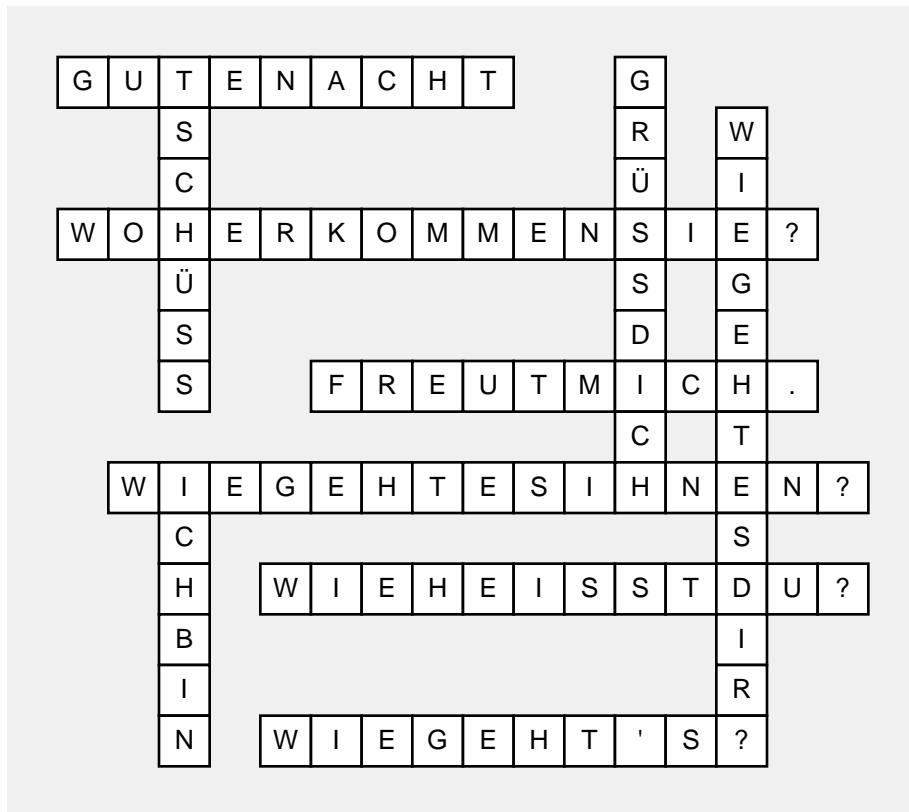 GUTENACHT
TSCHÜSS
GRÜSSDICH
WIEGEHTESDIR?
WOHERKOMMENSIE?
FREUTMICH.
WIEGEHTESIHNEN?
ICHBIN
WIEHEISSTDU?
WIEGEHT'S?